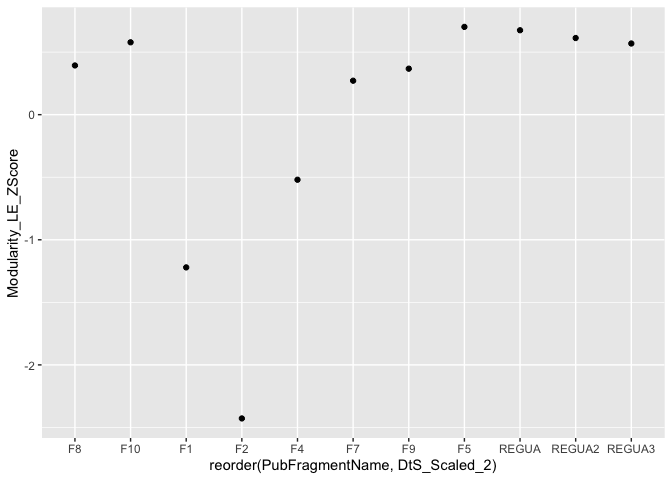 Modularity_LE_ZScore
0
-1
-2
F8 F10 F1 F2 F4 F7 F9 F5 REGUA REGUA2 REGUA3
reorder(PubFragmentName, DtS_Scaled_2)